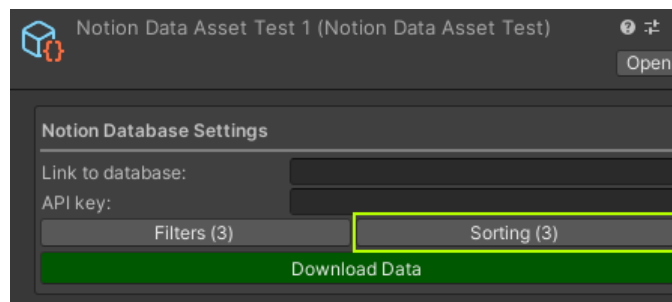 Notion Data Asset Test 1 (Notion Data Asset Test)
Open
Notion Database Settings
Link to database:
API key:
Filters (3)
Sorting (3)
Download Data